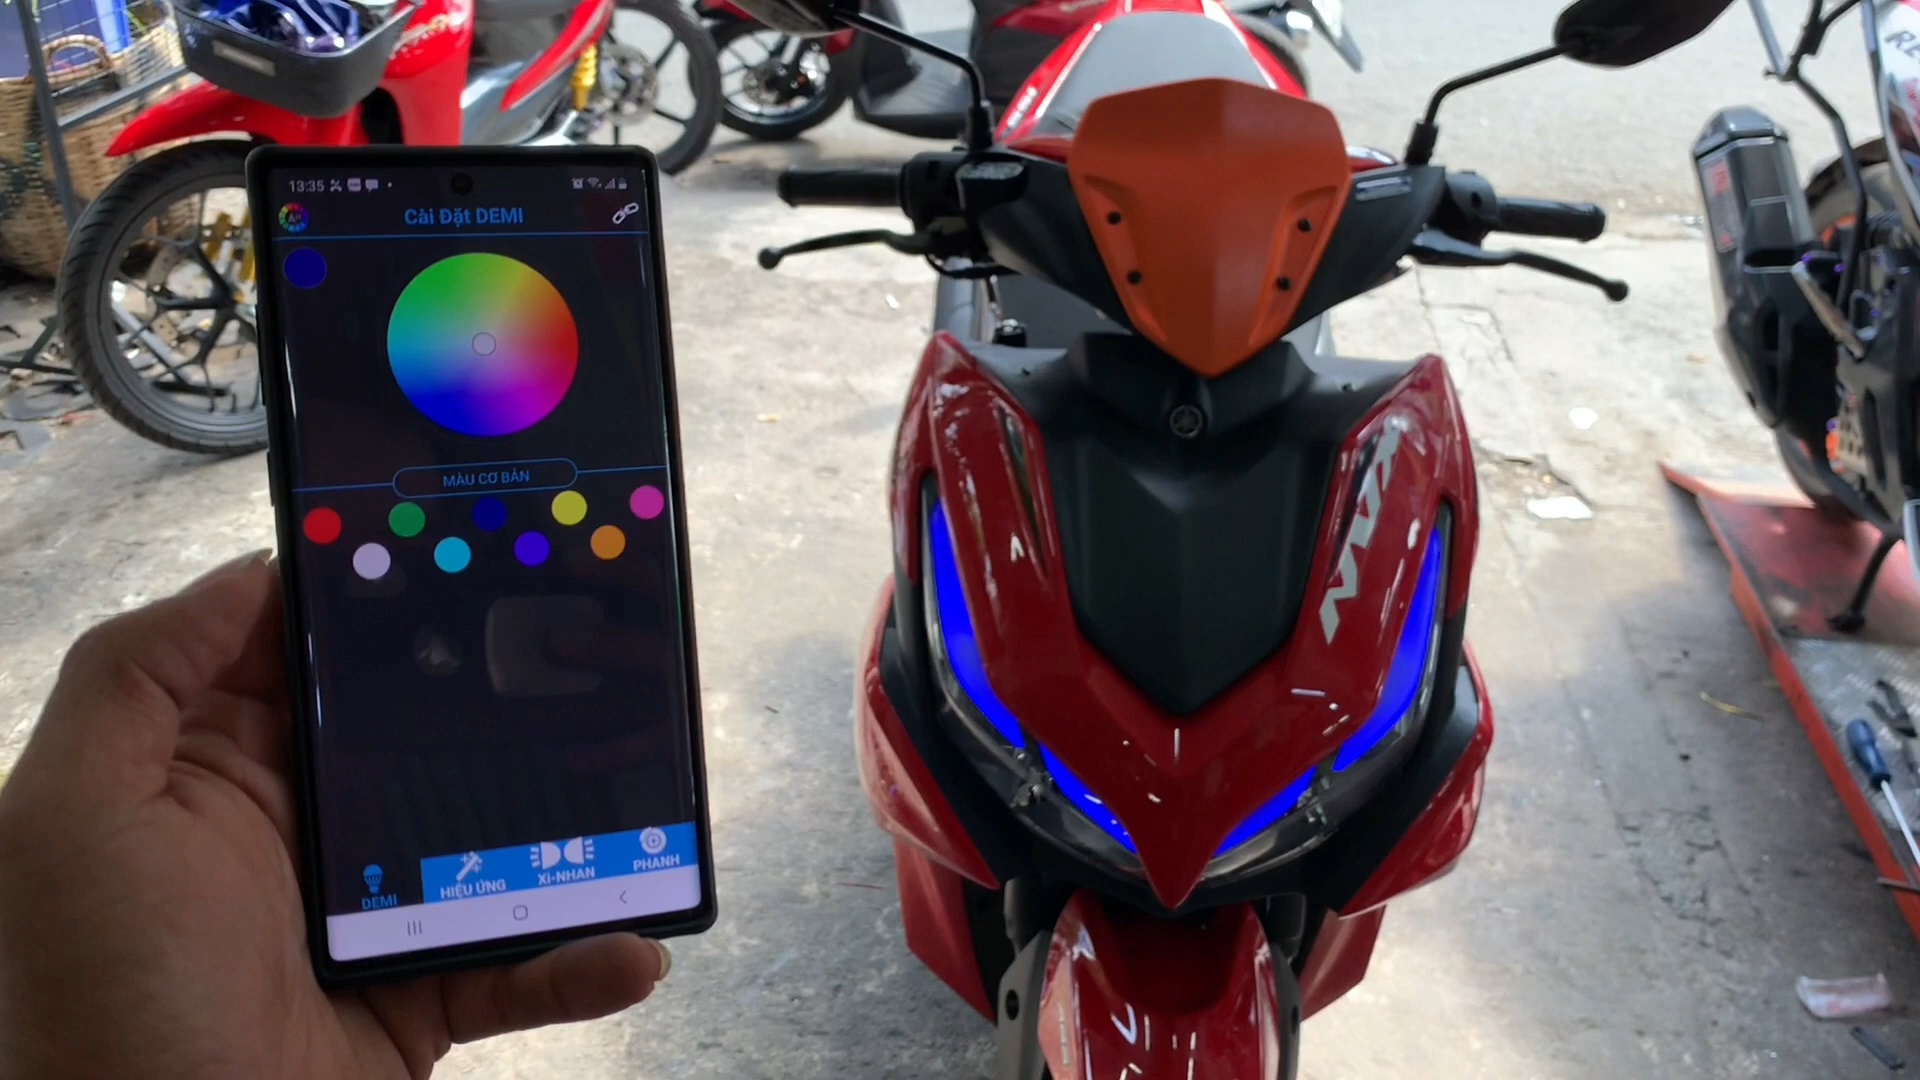 13:35
Cài Đặt DEMI
MÀU CƠ BẢN
DEMI
HIỆU ỨNG
XI-NHAN
PHANH
NVX